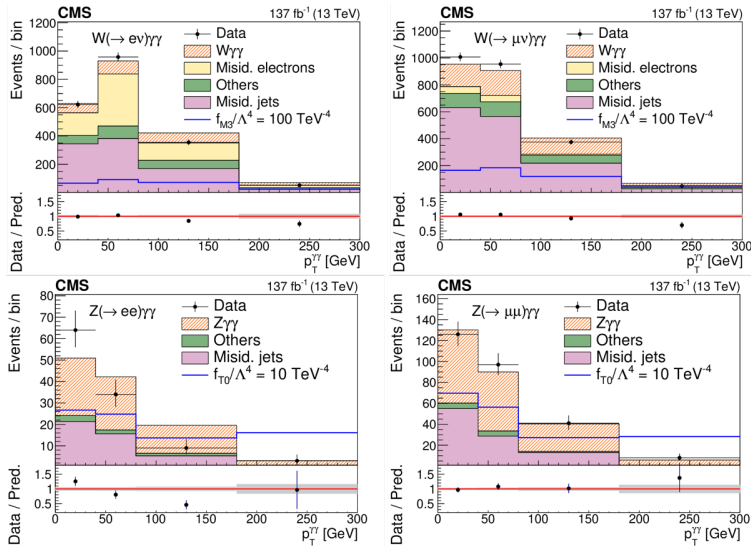 CMS 137 fb⁻¹ (13 TeV)
Events / bin
1200
1000
800
600
400
200
W(→ eν)γγ
Data
Wγγ
Misid. electrons
Others
Misid. jets
f_M3/Λ⁴ = 100 TeV⁻⁴
Data / Pred.
1.5
1
0.5
0 50 100 150 200 250 300
p_T^γγ [GeV]
CMS 137 fb⁻¹ (13 TeV)
Events / bin
1200
1000
800
600
400
200
W(→ μν)γγ
Data
Wγγ
Misid. electrons
Others
Misid. jets
f_M3/Λ⁴ = 100 TeV⁻⁴
Data / Pred.
1.5
1
0.5
0 50 100 150 200 250 300
p_T^γγ [GeV]
CMS 137 fb⁻¹ (13 TeV)
Events / bin
80
70
60
50
40
30
20
10
Z(→ ee)γγ
Data
Zγγ
Others
Misid. jets
f_T0/Λ⁴ = 10 TeV⁻⁴
Data / Pred.
1.5
1
0.5
0 50 100 150 200 250 300
p_T^γγ [GeV]
CMS 137 fb⁻¹ (13 TeV)
Events / bin
160
140
120
100
80
60
40
20
Z(→ μμ)γγ
Data
Zγγ
Others
Misid. jets
f_T0/Λ⁴ = 10 TeV⁻⁴
Data / Pred.
1.5
1
0.5
0 50 100 150 200 250 300
p_T^γγ [GeV]